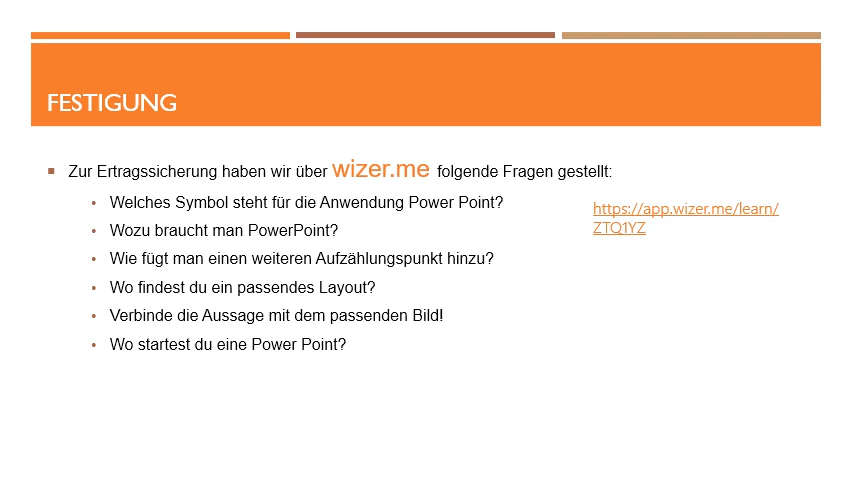 FESTIGUNG
Zur Ertragssicherung haben wir über wizer.me folgende Fragen gestellt:
Welches Symbol steht für die Anwendung Power Point?
Wozu braucht man PowerPoint?
Wie fügt man einen weiteren Aufzählungspunkt hinzu?
Wo findest du ein passendes Layout?
Verbinde die Aussage mit dem passenden Bild!
Wo startest du eine Power Point?
https://app.wizer.me/learn/
ZTQ1YZ